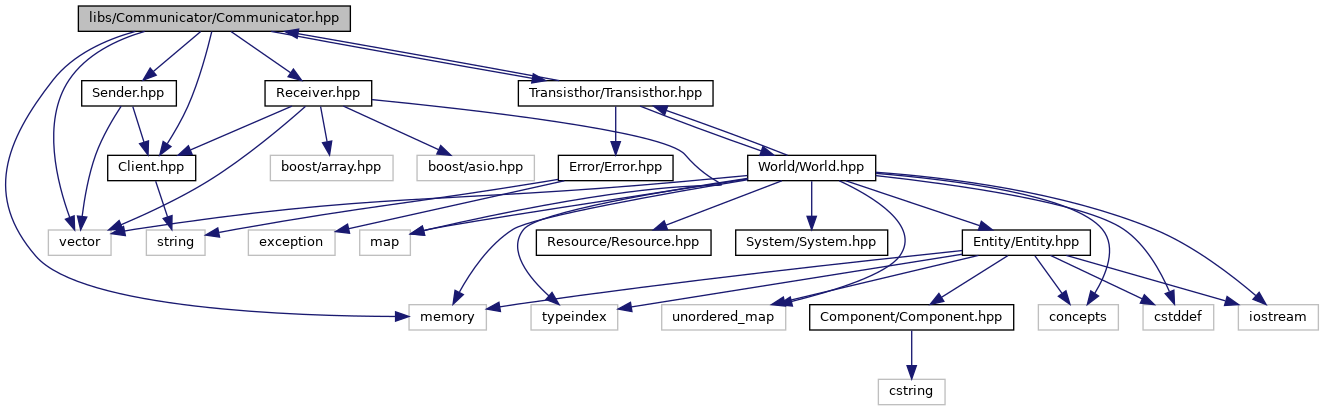 libs/Communicator/Communicator.hpp
Sender.hpp
Receiver.hpp
Transisthor/Transisthor.hpp
Client.hpp
boost/array.hpp
boost/asio.hpp
Error/Error.hpp
World/World.hpp
vector
string
exception
map
Resource/Resource.hpp
System/System.hpp
Entity/Entity.hpp
memory
typeindex
unordered_map
Component/Component.hpp
concepts
cstddef
iostream
cstring